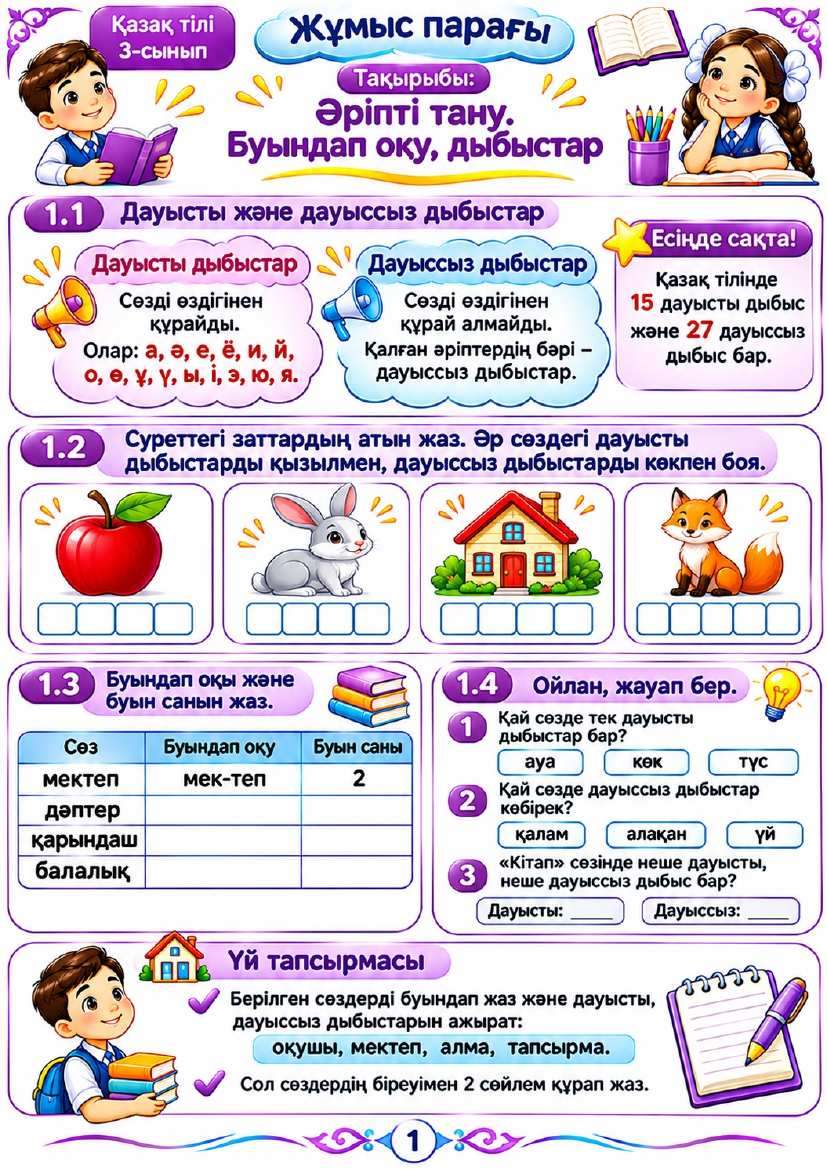 Қазақ тілі
3-сынып
Жұмыс парағы
Тақырыбы:
Әріпті тану.
Буындап оқу, дыбыстар
1.1 Дауысты және дауыссыз дыбыстар
Дауысты дыбыстар
Сөзді өздігінен
құрайды.
Олар: а, ә, е, ё, и, й,
о, ө, ұ, ү, ы, і, э, ю, я.
Дауыссыз дыбыстар
Сөзді өздігінен
құрай алмайды.
Қалған әріптердің бәрі –
дауыссыз дыбыстар.
Есіңде сақта!
Қазақ тілінде
15 дауысты дыбыс
және 27 дауыссыз
дыбыс бар.
1.2 Суреттегі заттардың атын жаз. Әр сөздегі дауысты
дыбыстарды қызылмен, дауыссыз дыбыстарды көкпен боя.
1.3 Буындап оқы және
буын санын жаз.
Сөз Буындап оқу Буын саны
мектеп мек-теп 2
дәптер
қарындаш
балалық
1.4 Ойлан, жауап бер.
1 Қай сөзде тек дауысты
дыбыстар бар?
ауа көк түс
2 Қай сөзде дауыссыз дыбыстар
көбірек?
қалам алақан үй
3 «Кітап» сөзінде неше дауысты,
неше дауыссыз дыбыс бар?
Дауысты: ____ Дауыссыз: ____
Үй тапсырмасы
Берілген сөздерді буындап жаз және дауысты,
дауыссыз дыбыстарын ажырат:
оқушы, мектеп, алма, тапсырма.
Сол сөздердің біреуімен 2 сөйлем құрап жаз.
1